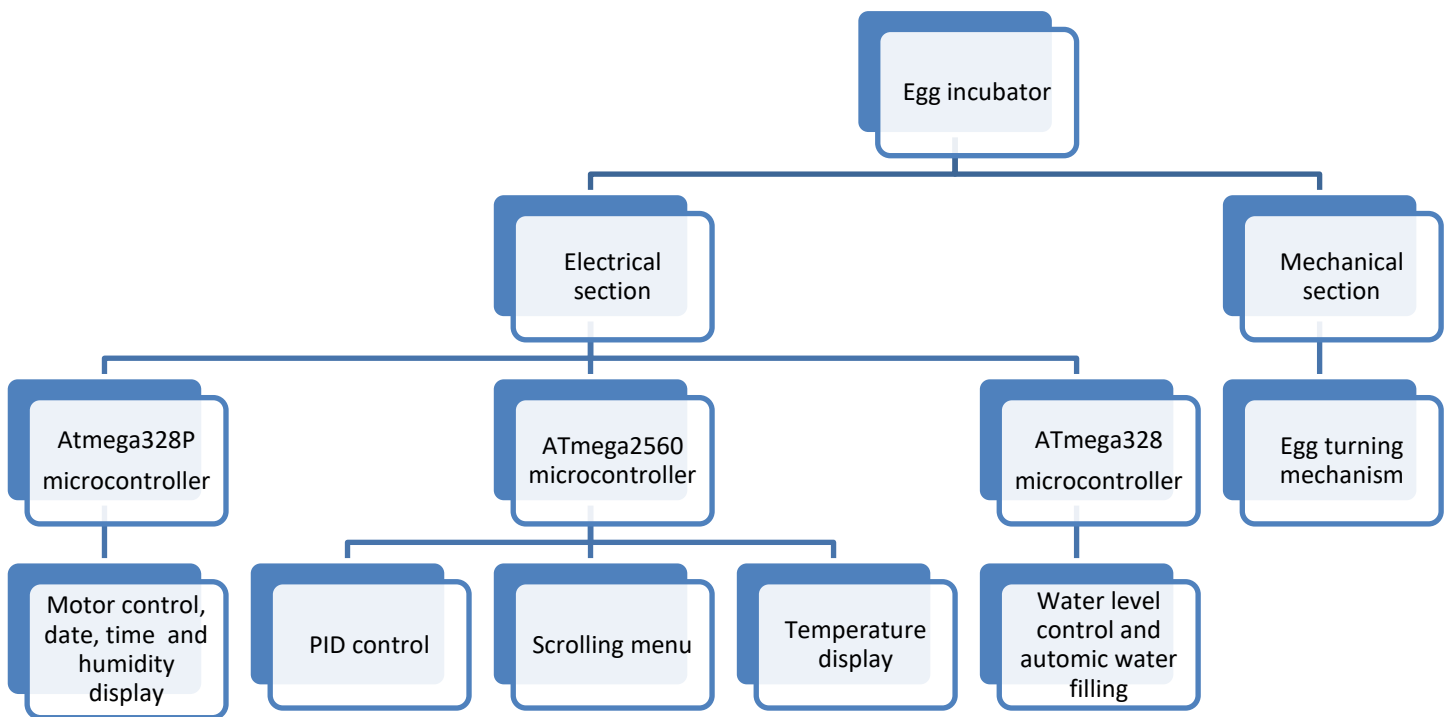 Egg incubator
Electrical
section
Mechanical
section
Atmega328P
microcontroller
ATmega2560
microcontroller
ATmega328
microcontroller
Egg turning
mechanism
Motor control,
date, time and
humidity
display
PID control
Scrolling menu
Temperature
display
Water level
control and
automic water
filling